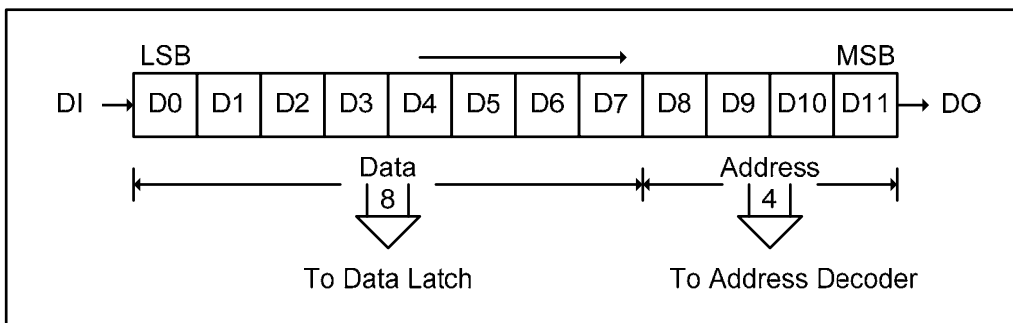 LSB MSB
DI D0 D1 D2 D3 D4 D5 D6 D7 D8 D9 D10 D11 DO
Data Address
8 4
To Data Latch To Address Decoder